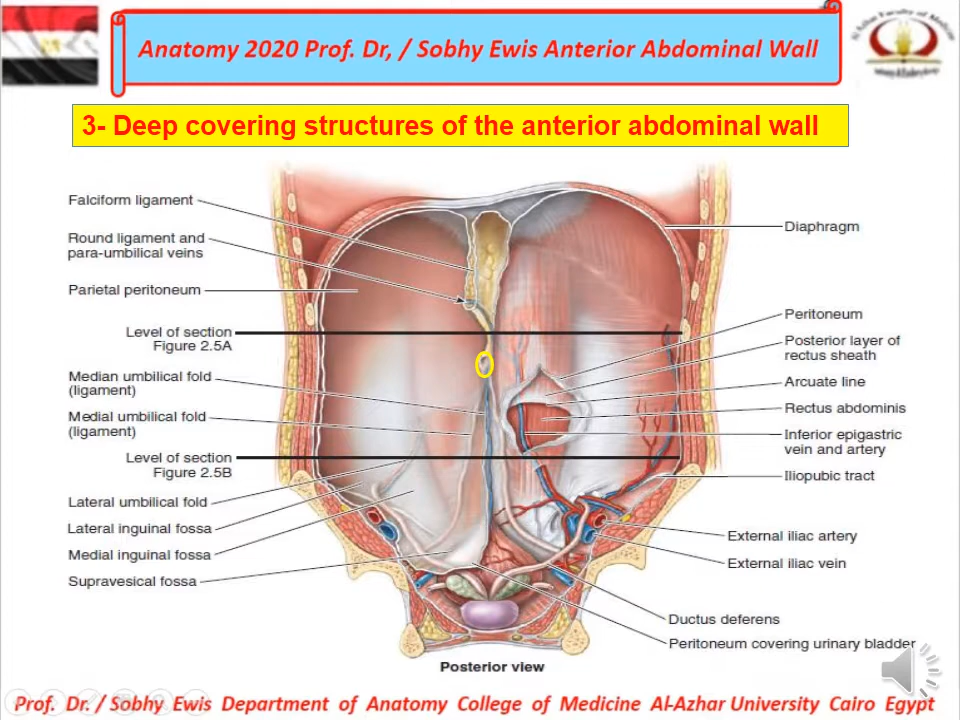 Anatomy 2020 Prof. Dr, / Sobhy Ewis Anterior Abdominal Wall
3- Deep covering structures of the anterior abdominal wall
Falciform ligament
Round ligament and
para-umbilical veins
Parietal peritoneum
Level of section
Figure 2.5A
Median umbilical fold
(ligament)
Medial umbilical fold
(ligament)
Level of section
Figure 2.5B
Lateral umbilical fold
Lateral inguinal fossa
Medial inguinal fossa
Supravesical fossa
Diaphragm
Peritoneum
Posterior layer of
rectus sheath
Arcuate line
Rectus abdominis
Inferior epigastric
vein and artery
Iliopubic tract
External iliac artery
External iliac vein
Ductus deferens
Peritoneum covering urinary bladder
Posterior view
Prof. Dr. / Sobhy Ewis Department of Anatomy College of Medicine Al-Azhar University Cairo Egypt